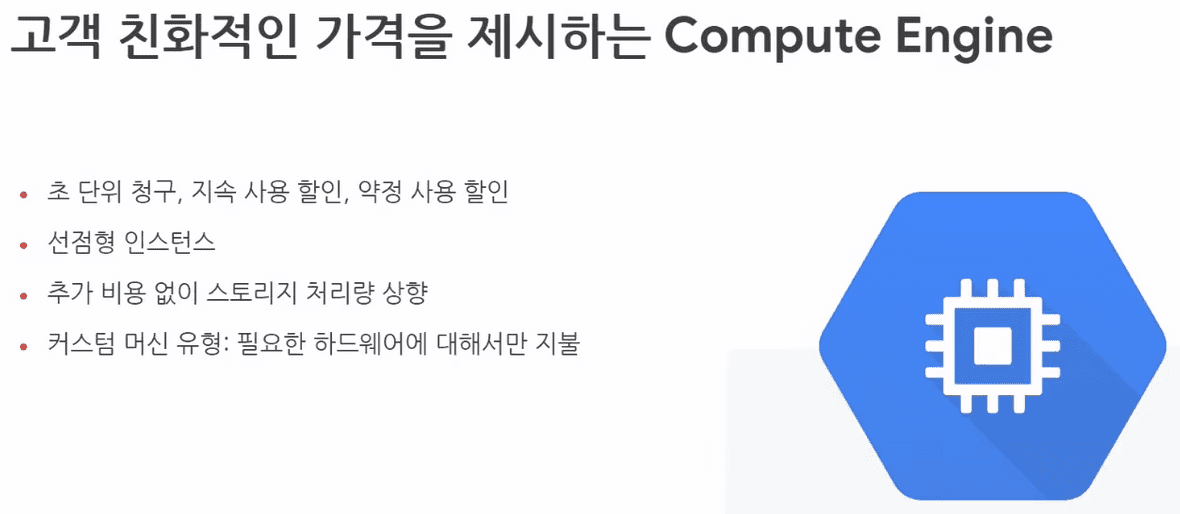 고객 친화적인 가격을 제시하는 Compute Engine
• 초 단위 청구, 지속 사용 할인, 약정 사용 할인
• 선점형 인스턴스
• 추가 비용 없이 스토리지 처리량 상향
• 커스텀 머신 유형: 필요한 하드웨어에 대해서만 지불